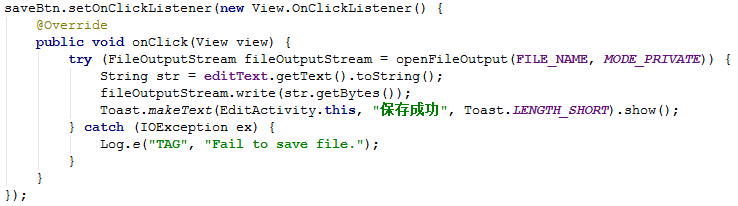 saveBtn.setOnClickListener(new View.OnClickListener() {
    @Override
    public void onClick(View view) {
        try (FileOutputStream fileOutputStream = openFileOutput(FILE_NAME, MODE_PRIVATE)) {
            String str = editText.getText().toString();
            fileOutputStream.write(str.getBytes());
            Toast.makeText(EditActivity.this, "保存成功", Toast.LENGTH_SHORT).show();
        } catch (IOException ex) {
            Log.e("TAG", "Fail to save file.");
        }
    }
});